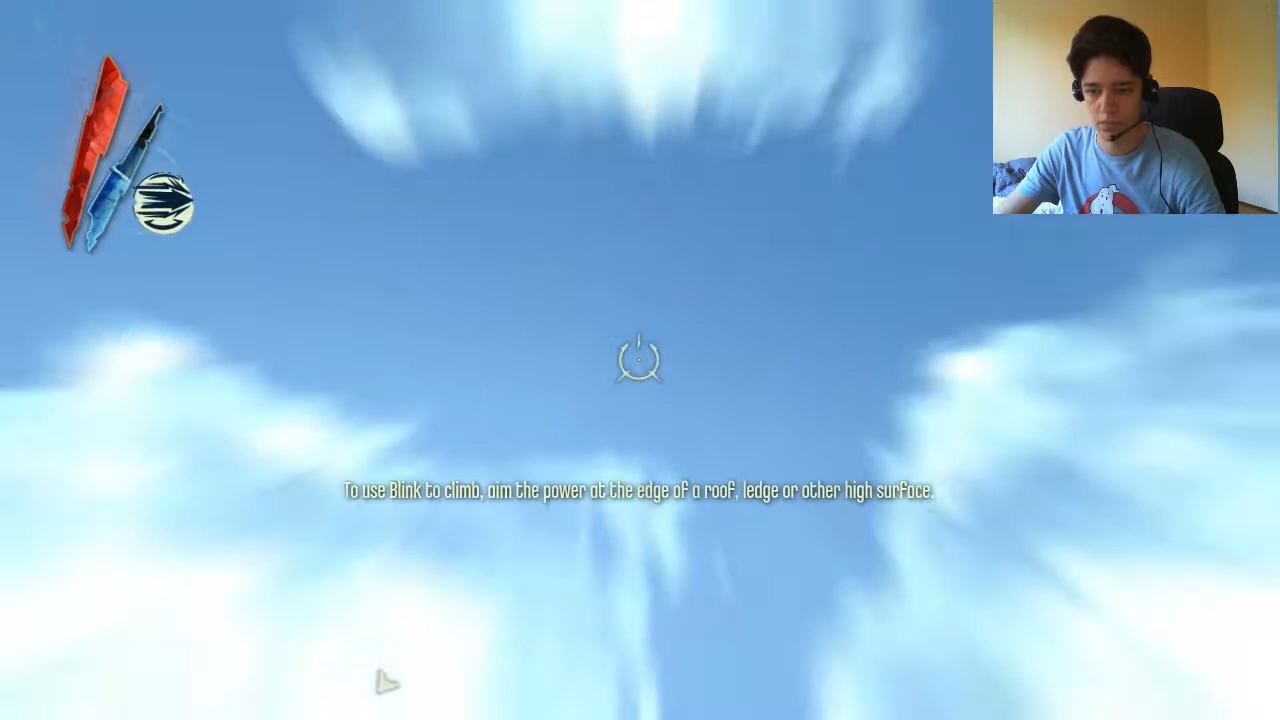 To use Blink to climb, aim the power at the edge of a roof, ledge or other high surface.